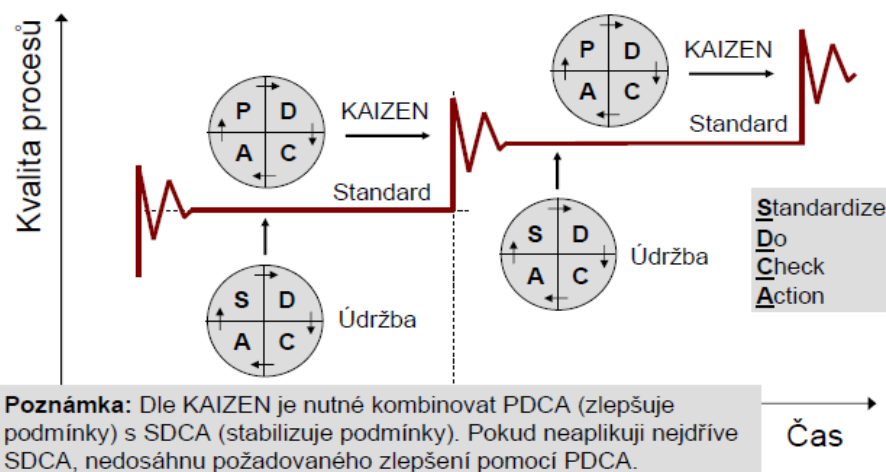 Kvalita procesů
P D
A C
KAIZEN
Standard
S D
A C
Údržba
P D
A C
KAIZEN
Standard
S D
A C
Údržba
Standardize
Do
Check
Action
Poznámka: Dle KAIZEN je nutné kombinovat PDCA (zlepšuje
podmínky) s SDCA (stabilizuje podmínky). Pokud neaplikuji nejdříve
SDCA, nedosáhnu požadovaného zlepšení pomocí PDCA.
Čas